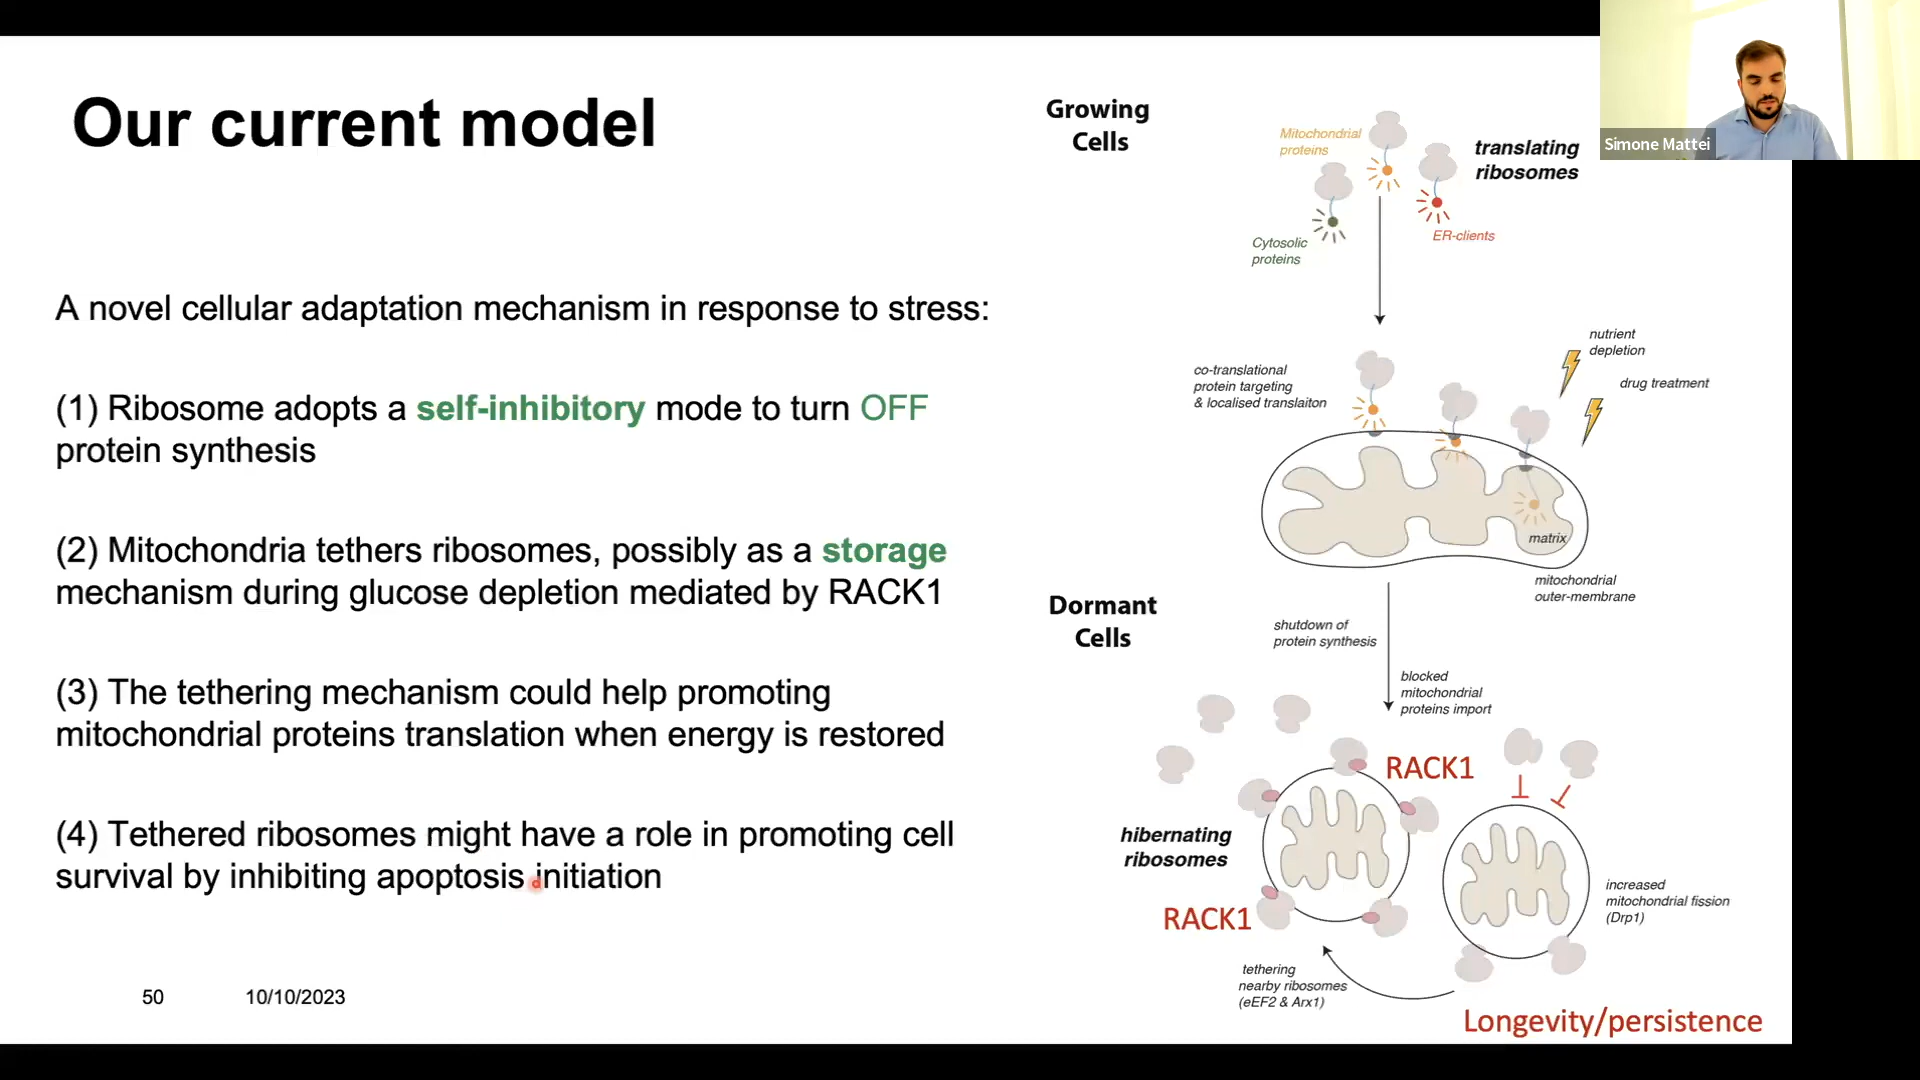 Our current model
A novel cellular adaptation mechanism in response to stress:
(1) Ribosome adopts a self-inhibitory mode to turn OFF
protein synthesis
(2) Mitochondria tethers ribosomes, possibly as a storage
mechanism during glucose depletion mediated by RACK1
(3) The tethering mechanism could help promoting
mitochondrial proteins translation when energy is restored
(4) Tethered ribosomes might have a role in promoting cell
survival by inhibiting apoptosis initiation
50
10/10/2023
Growing
Cells
Mitochondrial
proteins
translating
ribosomes
Cytosolic
proteins
ER-clients
co-translational
protein targeting
& localised translaiton
nutrient
depletion
drug treatment
matrix
mitochondrial
outer-membrane
Dormant
Cells
shutdown of
protein synthesis
blocked
mitochondrial
proteins import
RACK1
hibernating
ribosomes
RACK1
increased
mitochondrial fission
(Drp1)
tethering
nearby ribosomes
(eEF2 & Arx1)
Longevity/persistence
Simone Mattei